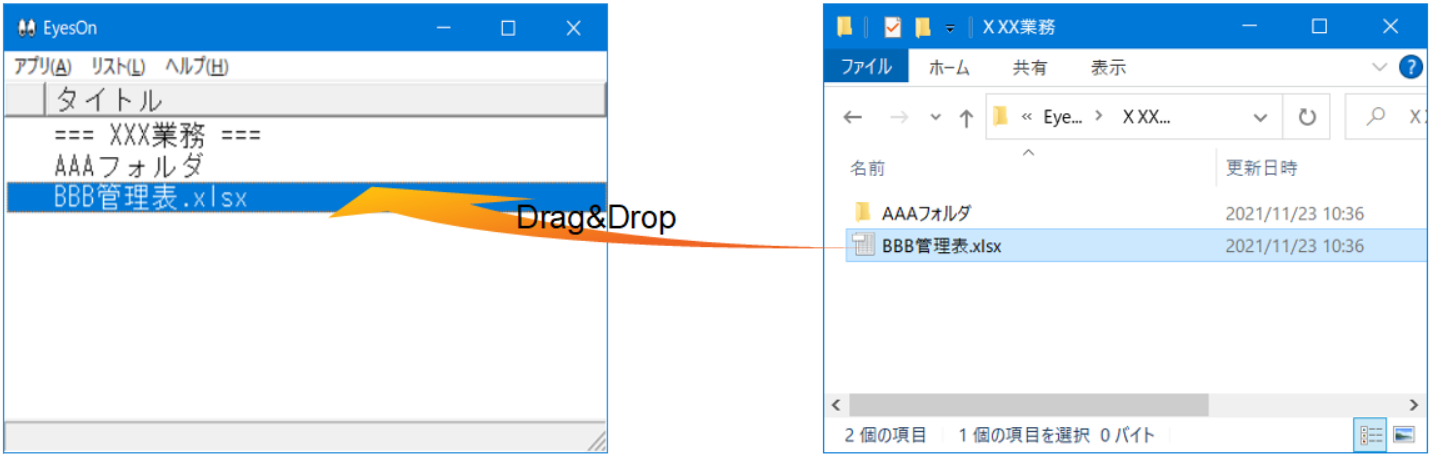 EyesOn
アプリ(A) リスト(L) ヘルプ(H)
タイトル
=== XXX業務 ===
AAAフォルダ
BBB管理表.xlsx
Drag&Drop
XXX業務
ファイル ホーム 共有 表示
« Eye... > XXX... X
名前 更新日時
AAAフォルダ 2021/11/23 10:36
BBB管理表.xlsx 2021/11/23 10:36
2 個の項目 1 個の項目を選択 0 バイト